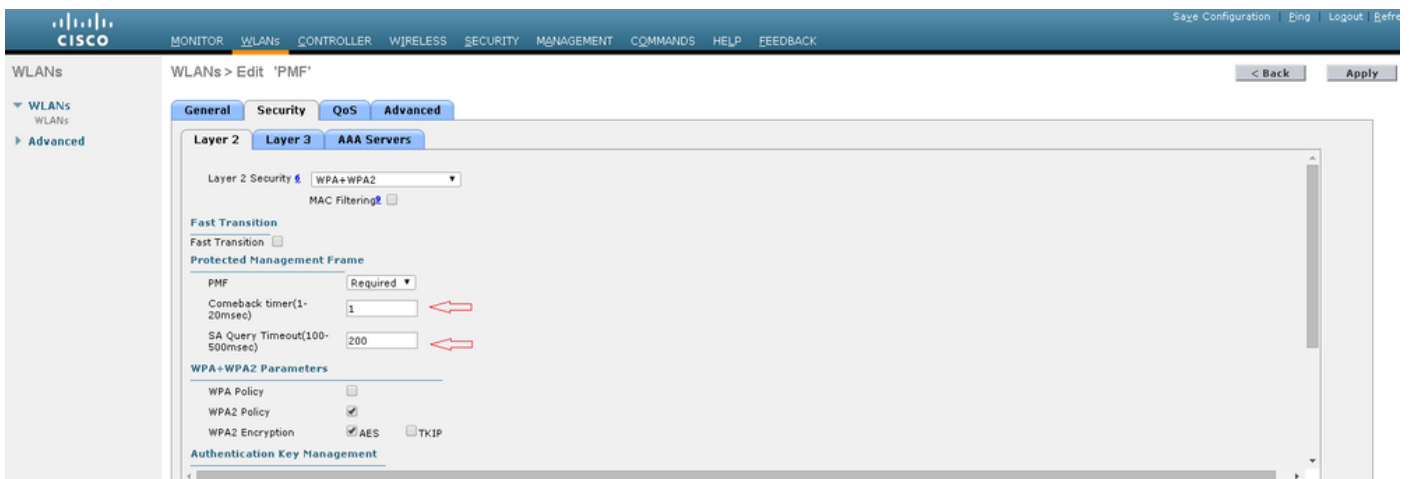 Save Configuration | Ping | Logout | Refre
CISCO
MONITOR WLANs CONTROLLER WIRELESS SECURITY MANAGEMENT COMMANDS HELP FEEDBACK
WLANs
WLANs > Edit 'PMF'
< Back
Apply
WLANs
WLANs
Advanced
General Security QoS Advanced
Layer 2 Layer 3 AAA Servers
Layer 2 Security 6 WPA+WPA2
MAC Filtering 9
Fast Transition
Fast Transition
Protected Management Frame
PMF Required
Comeback timer(1-
20msec) 1
SA Query Timeout(100-
500msec) 200
WPA+WPA2 Parameters
WPA Policy
WPA2 Policy
WPA2 Encryption AES TKIP
Authentication Key Management